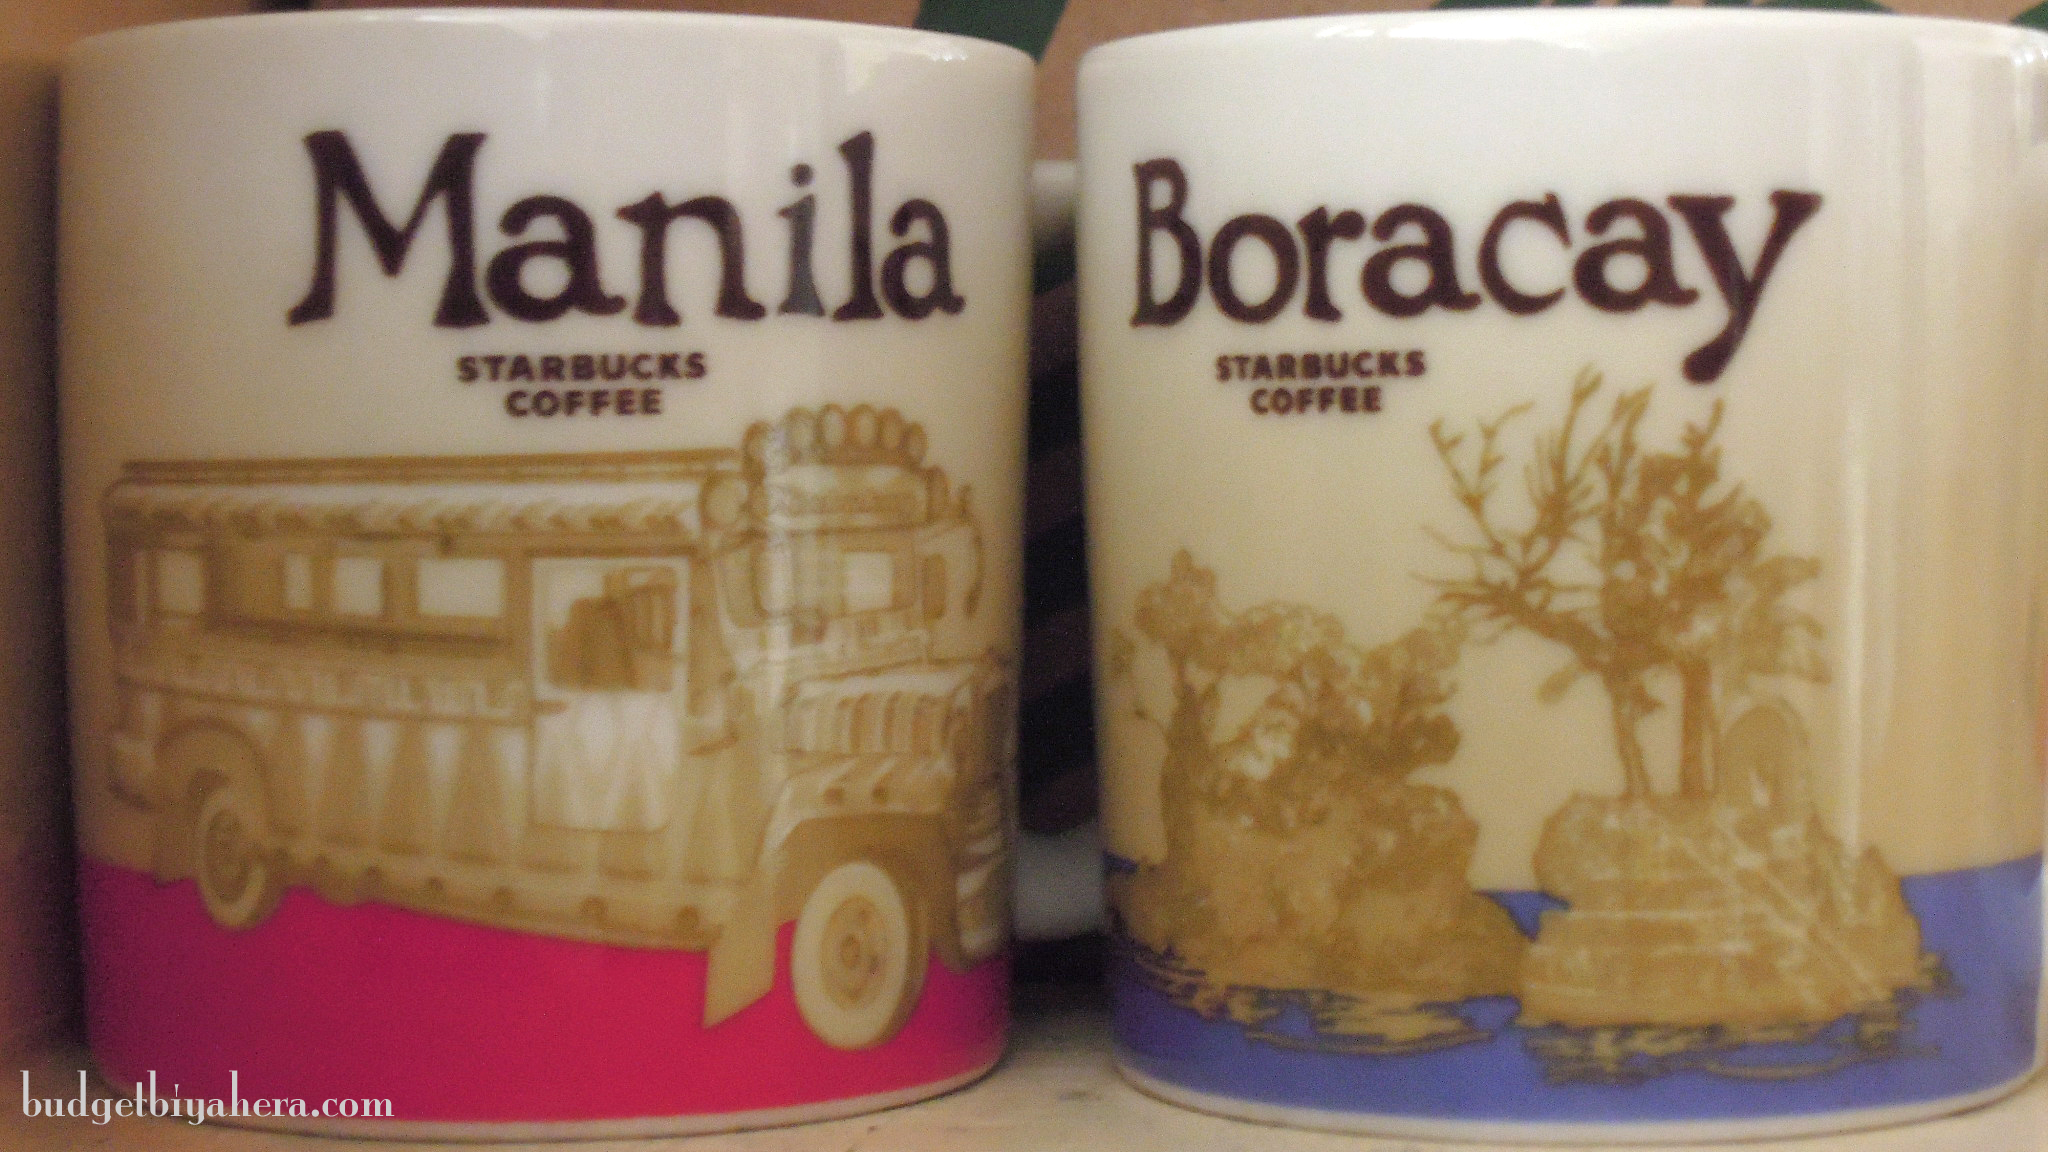 Manila
STARBUCKS
COFFEE
Boracay
STARBUCKS
COFFEE
budgetbiyahera.com